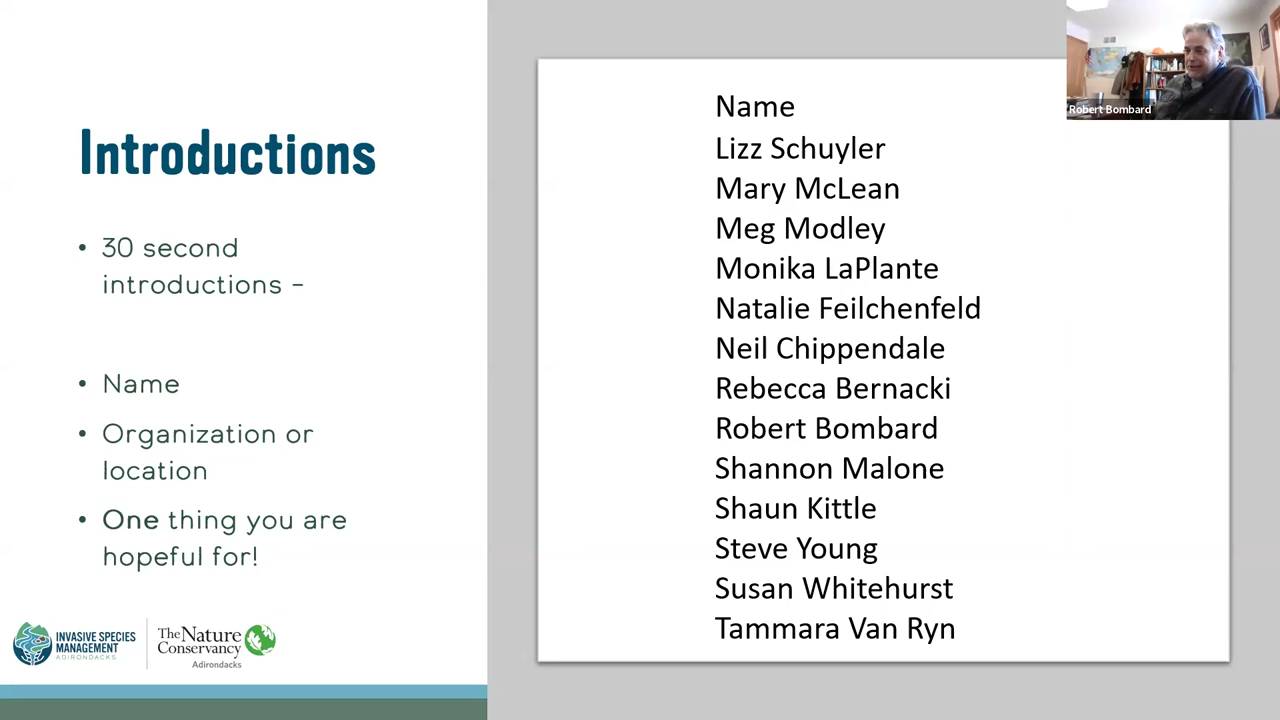 Introductions
• 30 second
introductions –
• Name
• Organization or
location
• One thing you are
hopeful for!
INVASIVE SPECIES
MANAGEMENT
ADIRONDACKS
The Nature
Conservancy
Adirondacks
Name
Lizz Schuyler
Mary McLean
Meg Modley
Monika LaPlante
Natalie Feilchenfeld
Neil Chippendale
Rebecca Bernacki
Robert Bombard
Shannon Malone
Shaun Kittle
Steve Young
Susan Whitehurst
Tammara Van Ryn
Robert Bombard